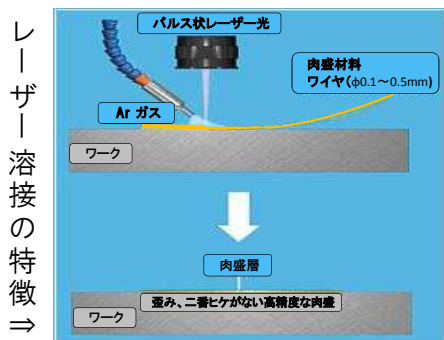 レーザー溶接の特徴⇒
パルス状レーザー光
肉盛材料
ワイヤ(φ0.1～0.5mm)
Ar ガス
ワーク
肉盛層
歪み、二番ヒケがない高精度な肉盛
ワーク